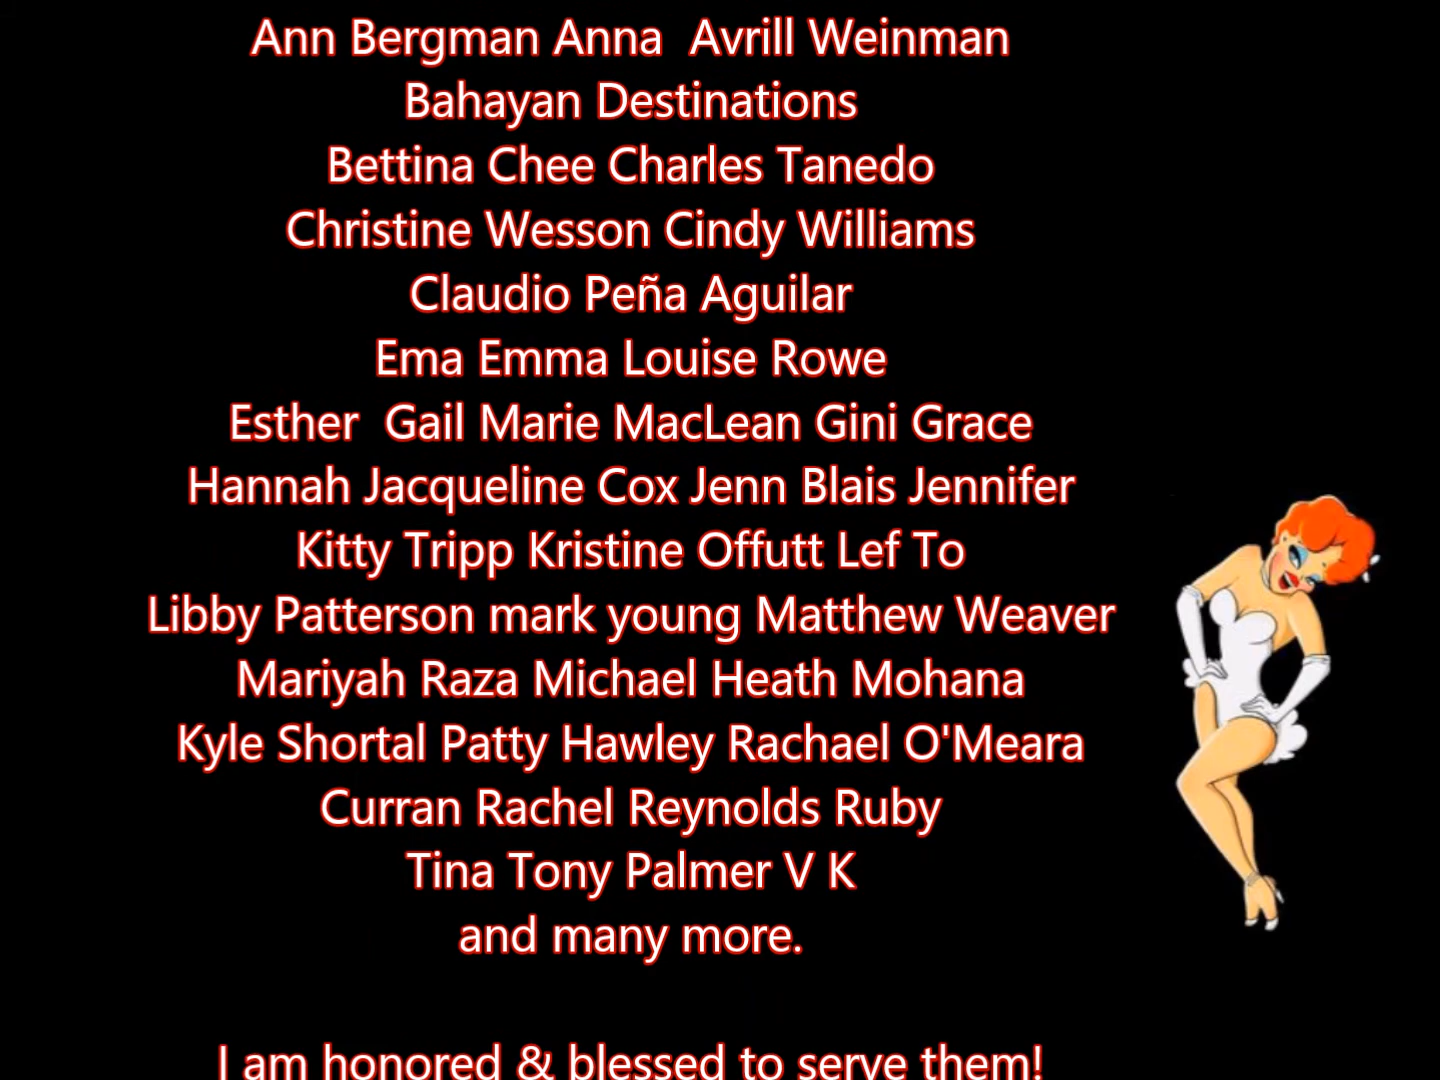 Ann Bergman Anna  Avrill Weinman
Bahayan Destinations
Bettina Chee Charles Tanedo
Christine Wesson Cindy Williams
Claudio Peña Aguilar
Ema Emma Louise Rowe
Esther  Gail Marie MacLean Gini Grace
Hannah Jacqueline Cox Jenn Blais Jennifer
Kitty Tripp Kristine Offutt Lef To
Libby Patterson mark young Matthew Weaver
Mariyah Raza Michael Heath Mohana
Kyle Shortal Patty Hawley Rachael O'Meara
Curran Rachel Reynolds Ruby
Tina Tony Palmer V K
and many more.
I am honored & blessed to serve them!